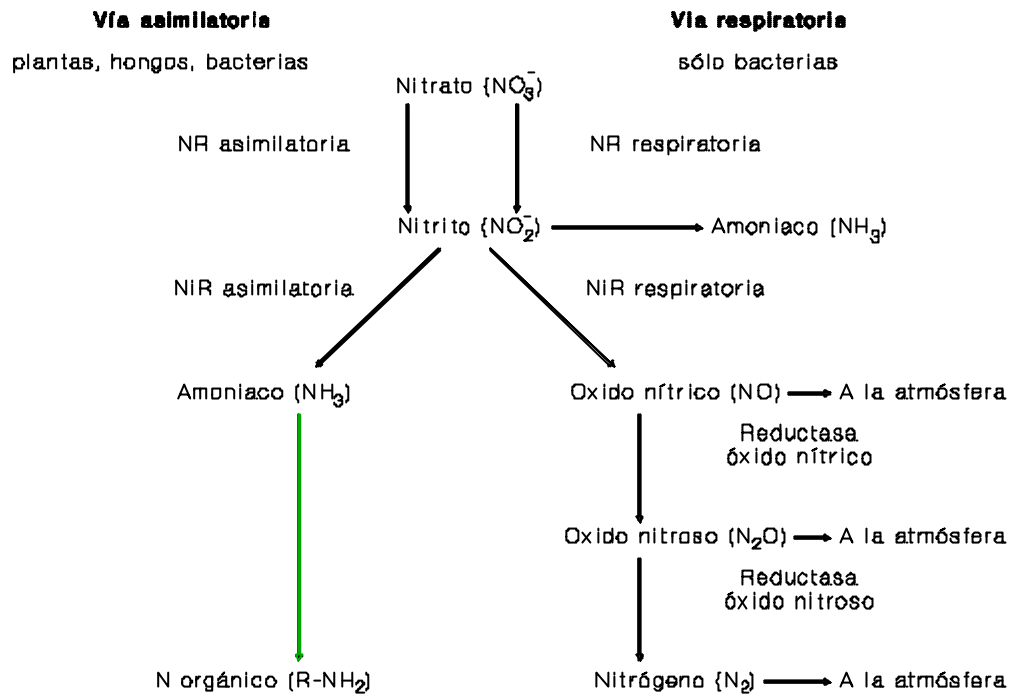 Vía asimilatoria
Via respiratoria
plantas, hongos, bacterias
sólo bacterias
Nitrato (NO₃⁻)
NR asimilatoria
NR respiratoria
Nitrito (NO₂⁻)
Amoniaco (NH₃)
NiR asimilatoria
NiR respiratoria
Amoniaco (NH₃)
Oxido nítrico (NO)
A la atmósfera
Reductasa
óxido nítrico
Oxido nitroso (N₂O)
A la atmósfera
Reductasa
óxido nitroso
N orgánico (R-NH₂)
Nitrógeno (N₂)
A la atmósfera